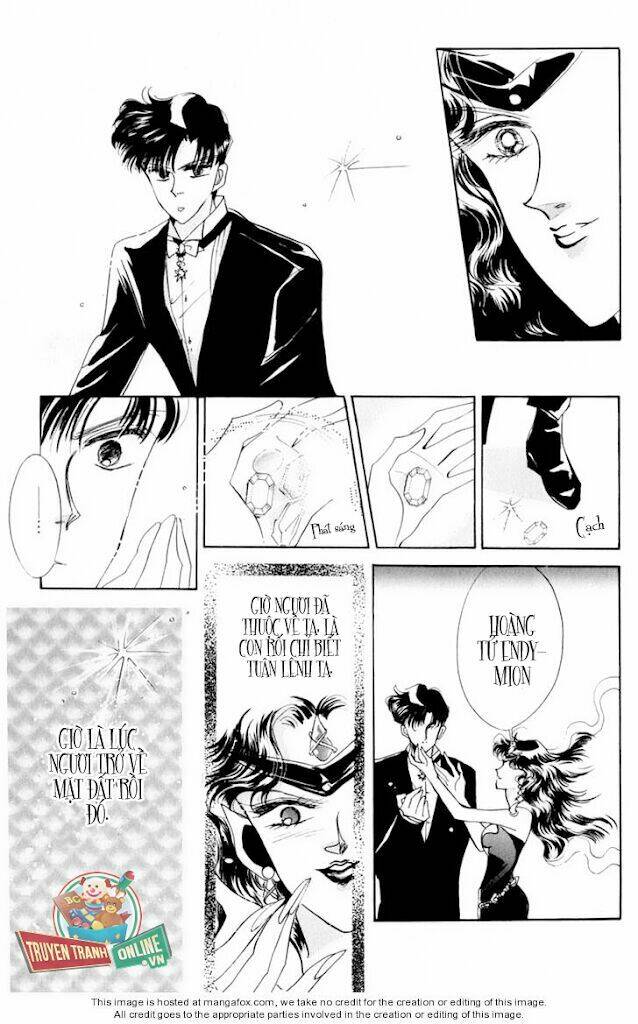 Cạch
Phát sáng
......
HOÀNG
TỬ ENDY-
MION
GIỜ NGƯƠI ĐÃ
THUỘC VỀ TA. LÀ
CON RỐI CHỈ BIẾT
TUÂN LỆNH TA.
GIỜ LÀ LÚC
NGƯƠI TRỞ VỀ
MẶT ĐẤT RỒI
ĐÓ.
TRUYEN TRANH
ONLINE
.VN
This image is hosted at mangafox.com, we take no credit for the creation or editing of this image.
All credit goes to the appropriate parties involved in the creation or editing of this image.